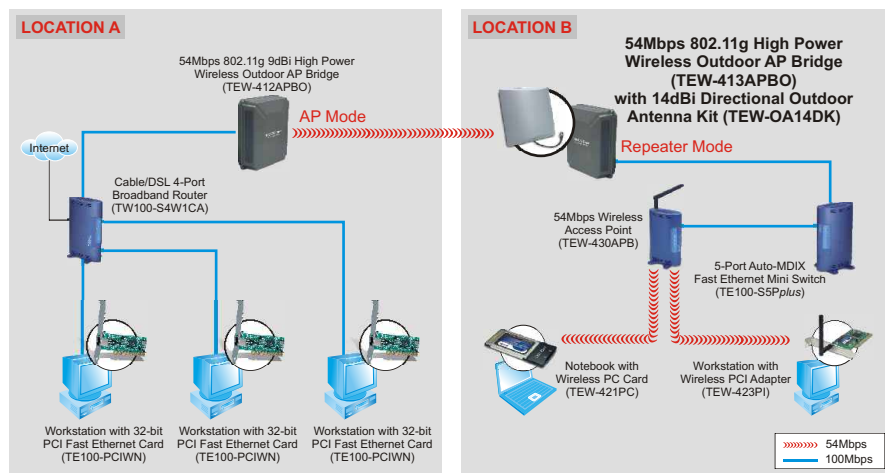 LOCATION A
54Mbps 802.11g 9dBi High Power
Wireless Outdoor AP Bridge
(TEW-412APBO)
AP Mode
Internet
Cable/DSL 4-Port
Broadband Router
(TW100-S4W1CA)
Workstation with 32-bit
PCI Fast Ethernet Card
(TE100-PCIWN)
Workstation with 32-bit
PCI Fast Ethernet Card
(TE100-PCIWN)
Workstation with 32-bit
PCI Fast Ethernet Card
(TE100-PCIWN)
LOCATION B
54Mbps 802.11g High Power
Wireless Outdoor AP Bridge
(TEW-413APBO)
with 14dBi Directional Outdoor
Antenna Kit (TEW-OA14DK)
Repeater Mode
54Mbps Wireless
Access Point
(TEW-430APB)
5-Port Auto-MDIX
Fast Ethernet Mini Switch
(TE100-S5Pplus)
Notebook with
Wireless PC Card
(TEW-421PC)
Workstation with
Wireless PCI Adapter
(TEW-423PI)
54Mbps
100Mbps